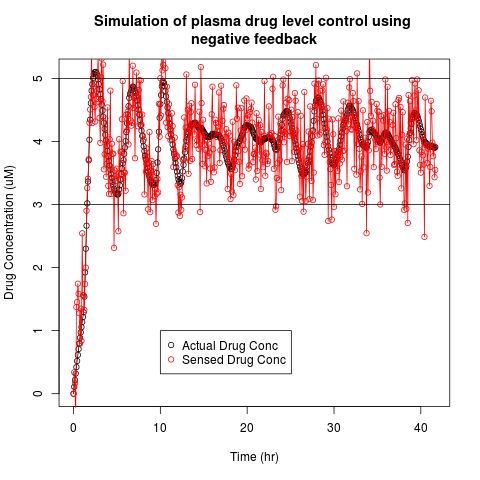 Simulation of plasma drug level control using
negative feedback
Drug Concentration (uM)
5
4
3
2
1
0
Actual Drug Conc
Sensed Drug Conc
0 10 20 30 40
Time (hr)